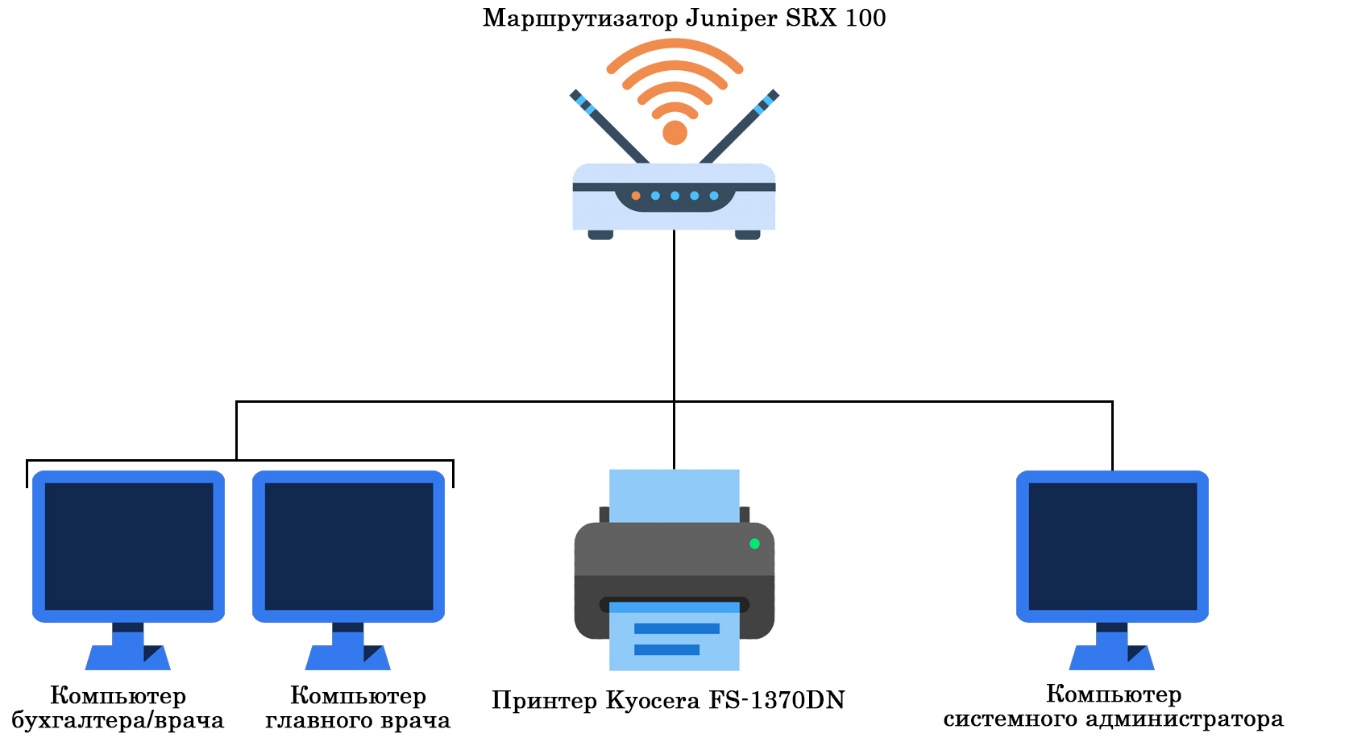 Маршрутизатор Juniper SRX 100
Компьютер
бухгалтера/врача
Компьютер
главного врача
Принтер Kyocera FS-1370DN
Компьютер
системного администратора